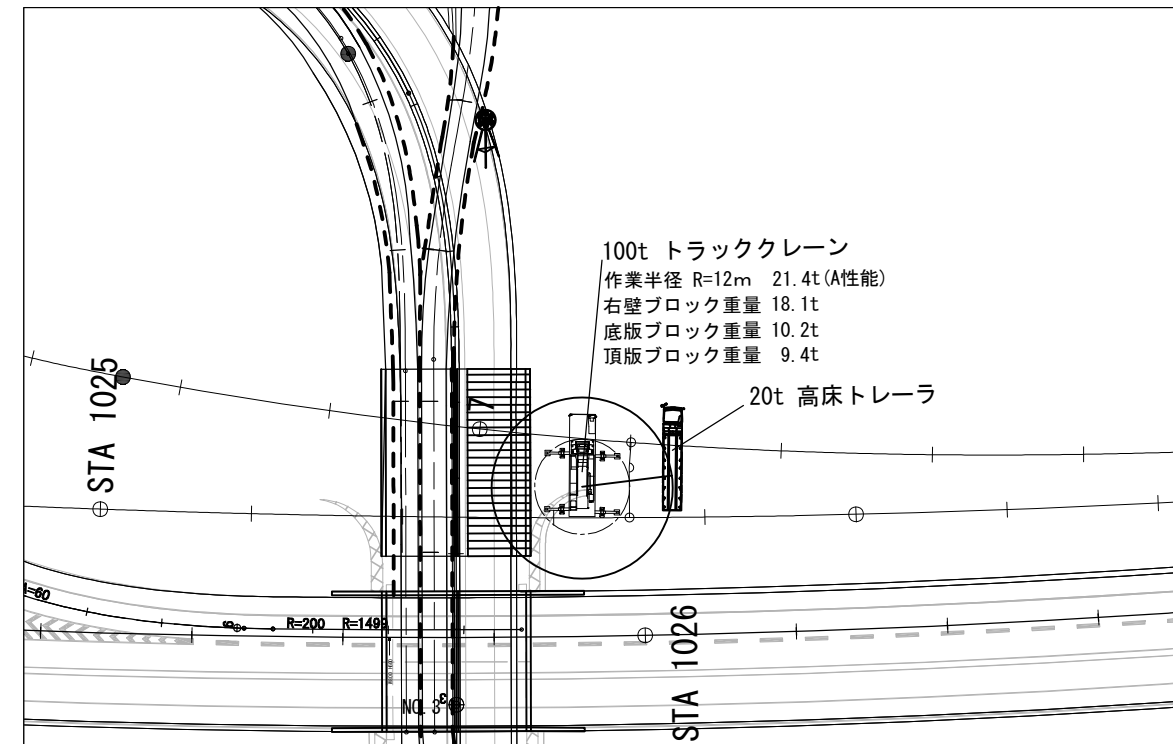 100t トラッククレーン
作業半径 R=12m 21.4t(A性能)
右壁ブロック重量 18.1t
底版ブロック重量 10.2t
頂版ブロック重量 9.4t
20t 高床トレーラ
STA 1025
7
=60
6
R=200 R=1499
STA 1026
NO.3
3